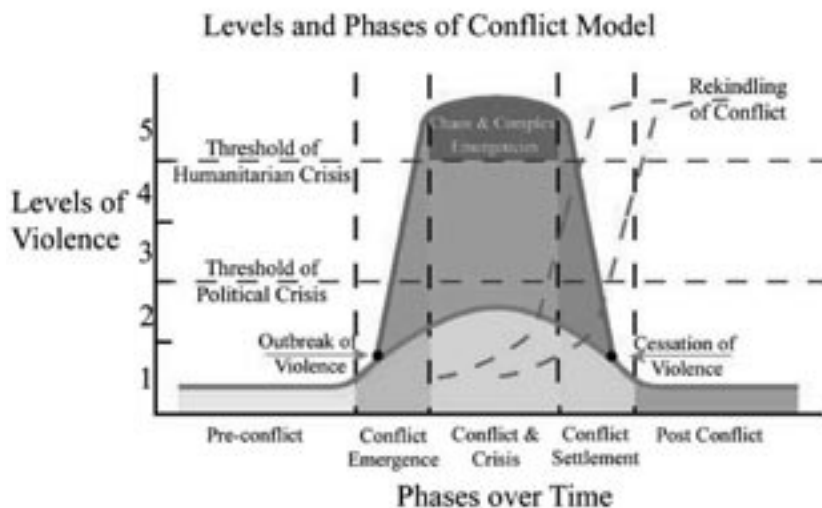 Levels and Phases of Conflict Model
Rekindling
of Conflict
5
Chaos & Complex
Emergencies
Threshold of
Humanitarian Crisis
4
Levels of
Violence
3
Threshold of
Political Crisis
2
Outbreak of
Violence
Cessation of
Violence
1
Pre-conflict
Conflict
Emergence
Conflict &
Crisis
Conflict
Settlement
Post Conflict
Phases over Time